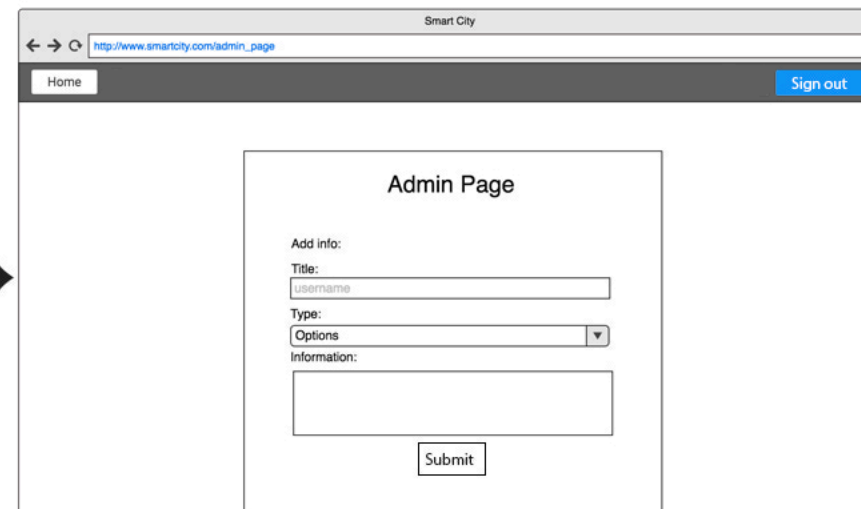 Smart City
http://www.smartcity.com/admin_page
Home
Sign out
Admin Page
Add info:
Title:
username
Type:
Options
Information:
Submit